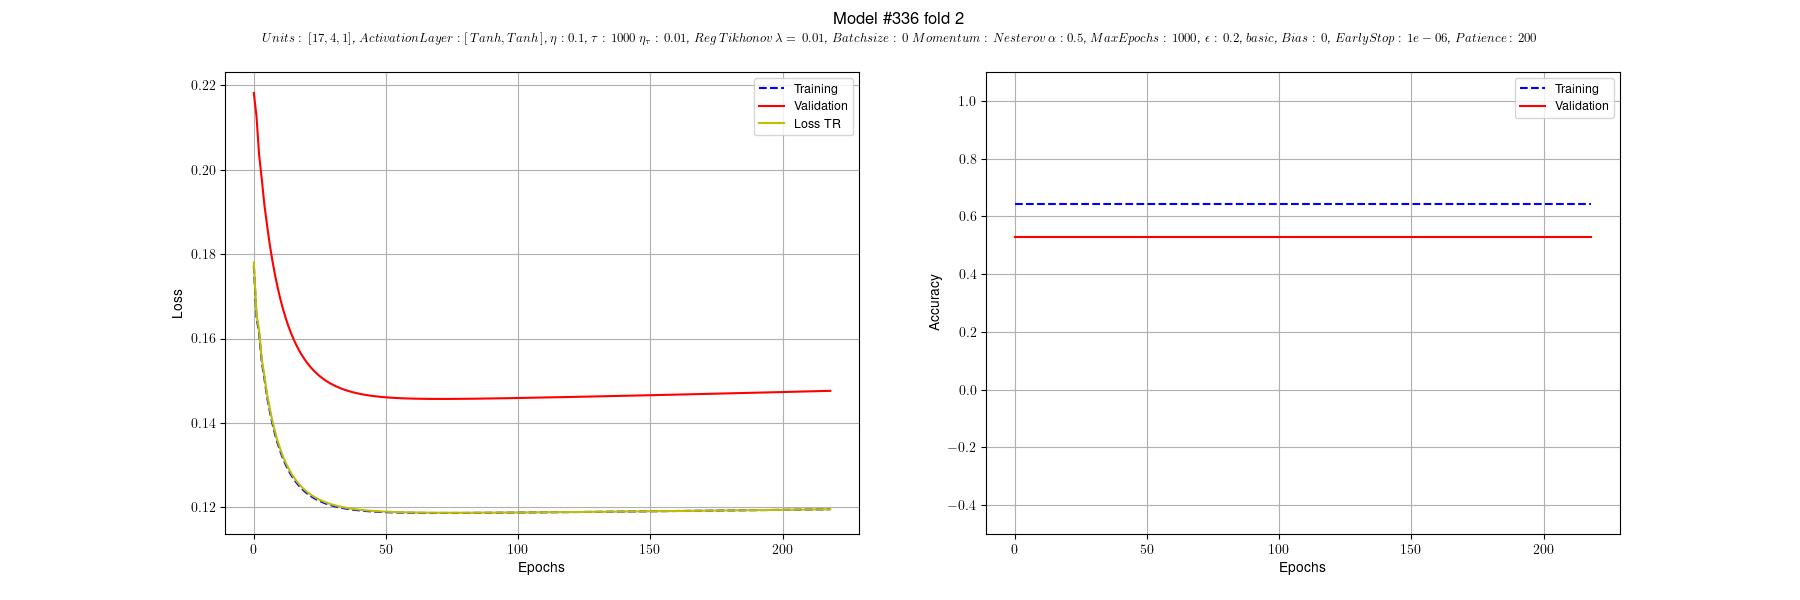 Model #336 fold 2
Units : [17, 4, 1], ActivationLayer : [Tanh, Tanh], η : 0.1, τ : 1000 η_τ : 0.01, Reg Tikhonov λ = 0.01, Batchsize : 0 Momentum : Nesterov α : 0.5, MaxEpochs : 1000, ϵ : 0.2, basic, Bias : 0, EarlyStop : 1e − 06, Patience : 200
0.22
0.20
0.18
0.16
0.14
0.12
Loss
0
50
100
150
200
Epochs
Training
Validation
Loss TR
1.0
0.8
0.6
0.4
0.2
0.0
−0.2
−0.4
Accuracy
0
50
100
150
200
Epochs
Training
Validation